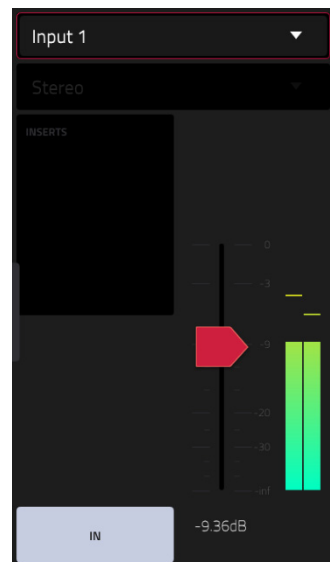 Input 1
Stereo
INSERTS
0
-3
-9
-20
-30
-inf
-9.36dB
IN